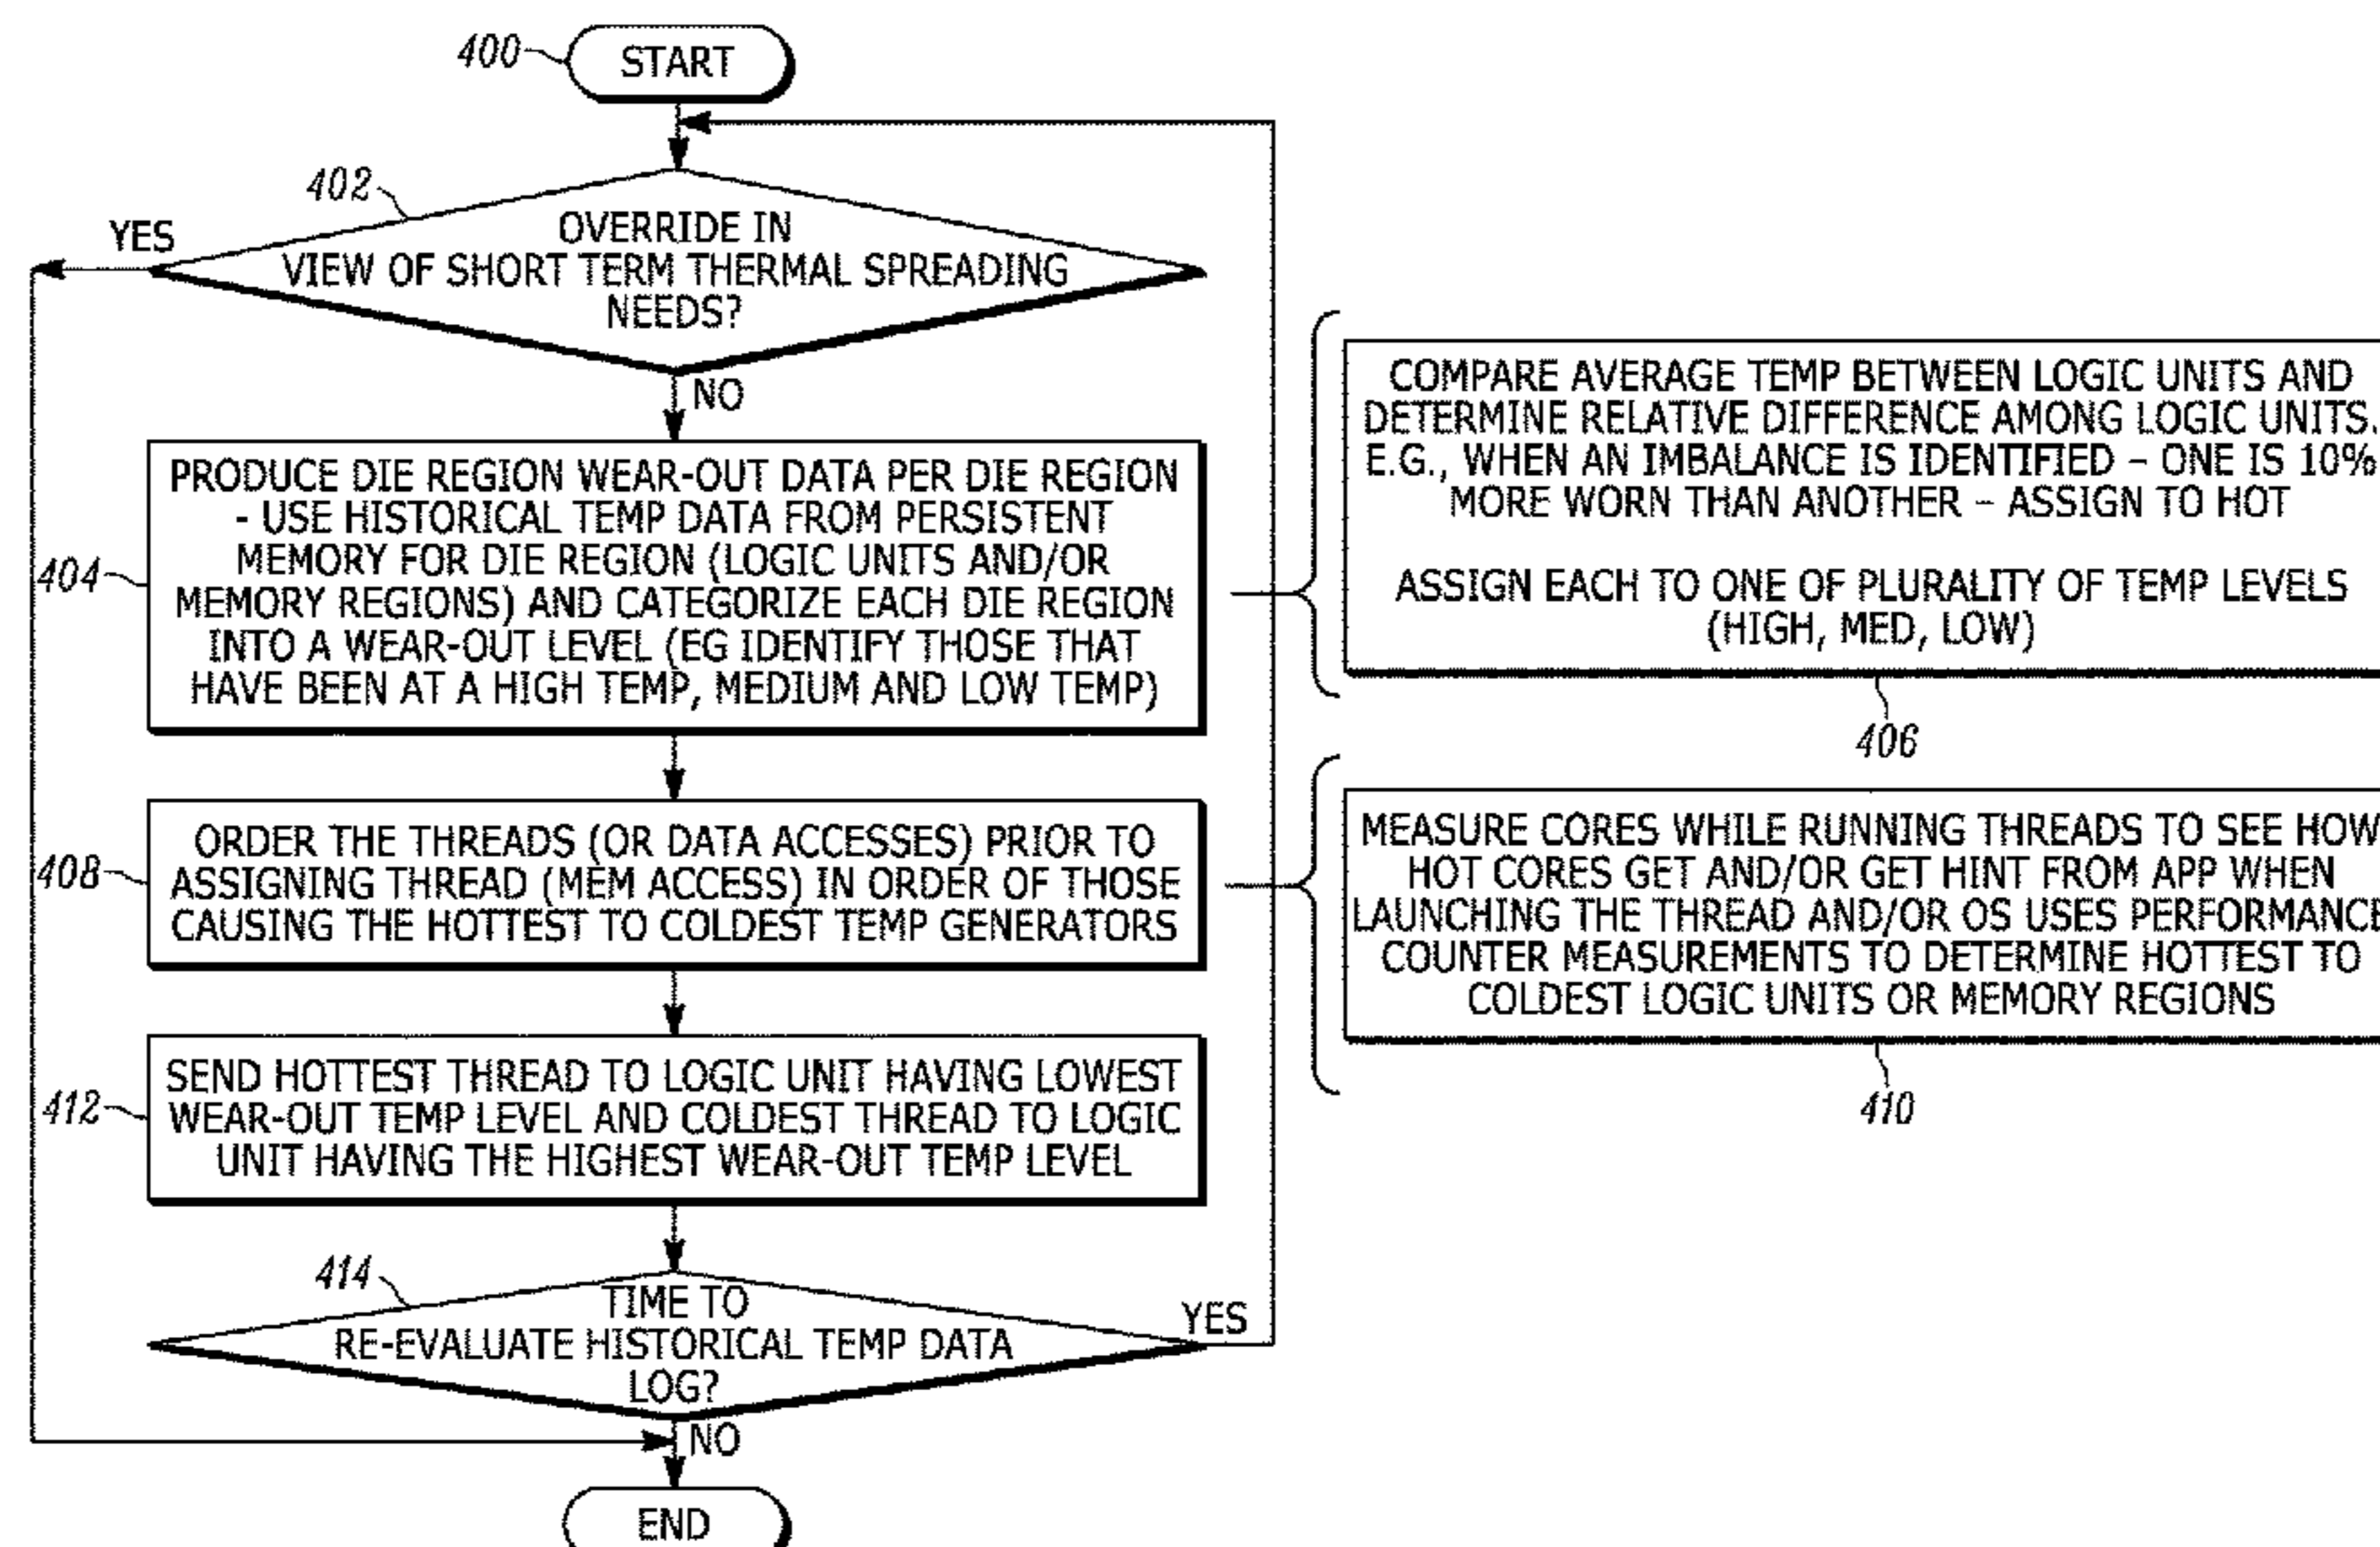 400
START
402
YES
OVERRIDE IN
VIEW OF SHORT TERM THERMAL SPREADING
NEEDS?
NO
404
PRODUCE DIE REGION WEAR-OUT DATA PER DIE REGION
- USE HISTORICAL TEMP DATA FROM PERSISTENT
MEMORY FOR DIE REGION (LOGIC UNITS AND/OR
MEMORY REGIONS) AND CATEGORIZE EACH DIE REGION
INTO A WEAR-OUT LEVEL (EG IDENTIFY THOSE THAT
HAVE BEEN AT A HIGH TEMP, MEDIUM AND LOW TEMP)
COMPARE AVERAGE TEMP BETWEEN LOGIC UNITS AND
DETERMINE RELATIVE DIFFERENCE AMONG LOGIC UNITS.
E.G., WHEN AN IMBALANCE IS IDENTIFIED – ONE IS 10%
MORE WORN THAN ANOTHER – ASSIGN TO HOT
ASSIGN EACH TO ONE OF PLURALITY OF TEMP LEVELS
(HIGH, MED, LOW)
406
408
ORDER THE THREADS (OR DATA ACCESSES) PRIOR TO
ASSIGNING THREAD (MEM ACCESS) IN ORDER OF THOSE
CAUSING THE HOTTEST TO COLDEST TEMP GENERATORS
MEASURE CORES WHILE RUNNING THREADS TO SEE HOW
HOT CORES GET AND/OR GET HINT FROM APP WHEN
LAUNCHING THE THREAD AND/OR OS USES PERFORMANCE
COUNTER MEASUREMENTS TO DETERMINE HOTTEST TO
COLDEST LOGIC UNITS OR MEMORY REGIONS
410
412
SEND HOTTEST THREAD TO LOGIC UNIT HAVING LOWEST
WEAR-OUT TEMP LEVEL AND COLDEST THREAD TO LOGIC
UNIT HAVING THE HIGHEST WEAR-OUT TEMP LEVEL
414
TIME TO
RE-EVALUATE HISTORICAL TEMP DATA
LOG?
YES
NO
END